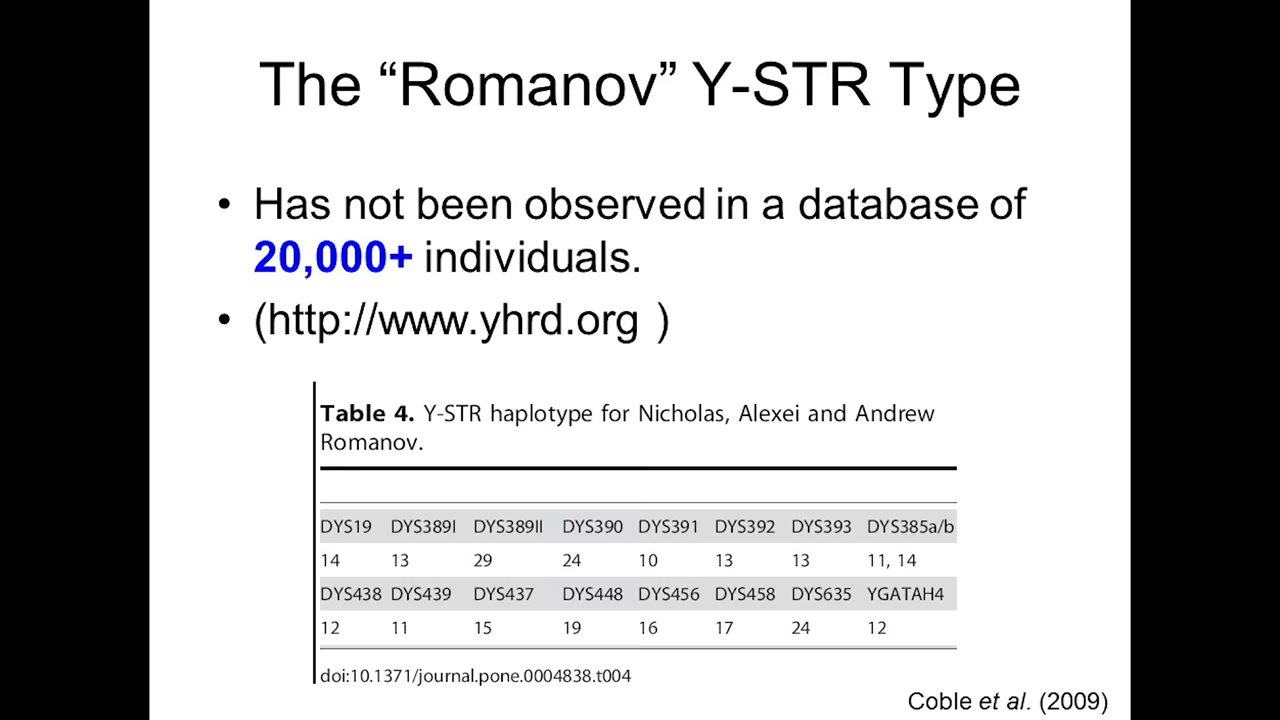 The “Romanov” Y-STR Type
• Has not been observed in a database of
20,000+ individuals.
• (http://www.yhrd.org )
Table 4. Y-STR haplotype for Nicholas, Alexei and Andrew
Romanov.
DYS19 DYS389I DYS389II DYS390 DYS391 DYS392 DYS393 DYS385a/b
14 13 29 24 10 13 13 11, 14
DYS438 DYS439 DYS437 DYS448 DYS456 DYS458 DYS635 YGATAH4
12 11 15 19 16 17 24 12
doi:10.1371/journal.pone.0004838.t004
Coble et al. (2009)